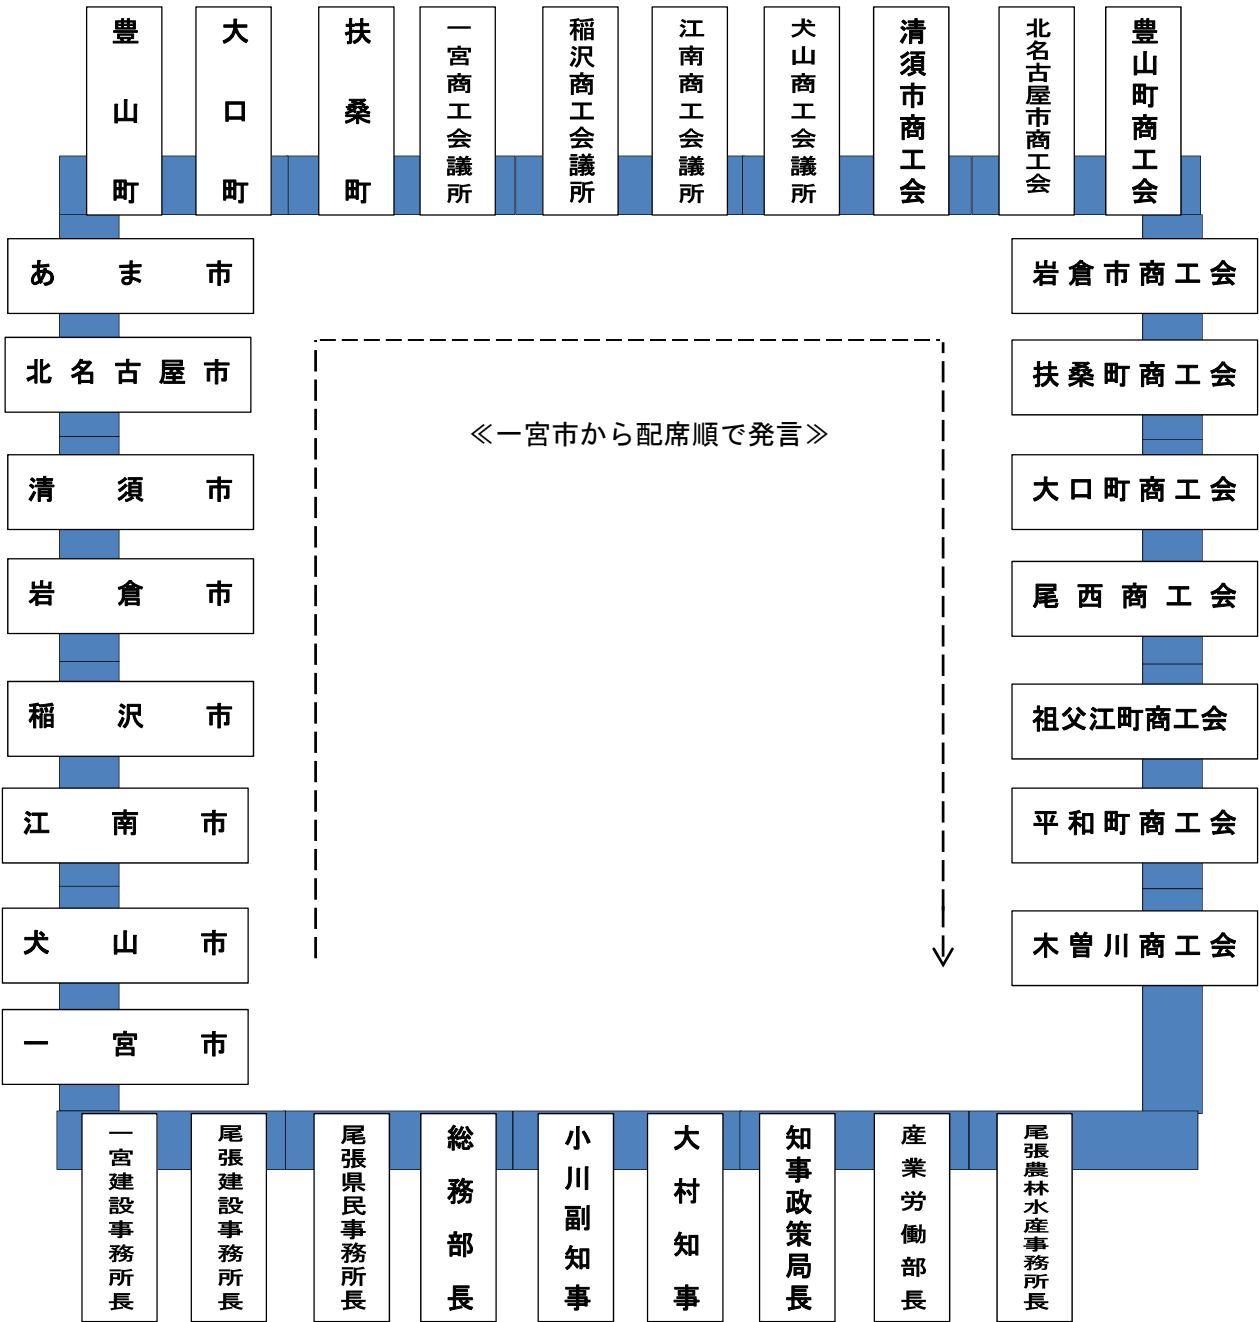 豊山町
大口町
扶桑町
一宮商工会議所
稲沢商工会議所
江南商工会議所
犬山商工会議所
清須市商工会
北名古屋市商工会
豊山町商工会
あま市
北名古屋市
清須市
岩倉市
稲沢市
江南市
犬山市
一宮市
≪一宮市から配席順で発言≫
岩倉市商工会
扶桑町商工会
大口町商工会
尾西商工会
祖父江町商工会
平和町商工会
木曽川商工会
一宮建設事務所長
尾張建設事務所長
尾張県民事務所長
総務部長
小川副知事
大村知事
知事政策局長
産業労働部長
尾張農林水産事務所長